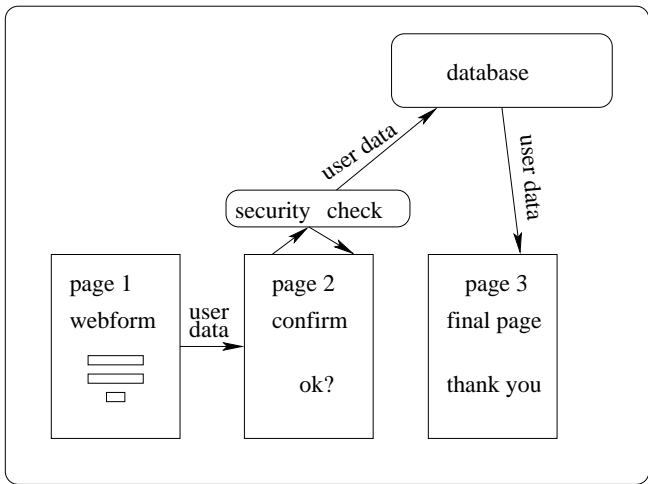 database
user data
user data
security check
page 1
webform
user
data
page 2
confirm
ok?
page 3
final page
thank you